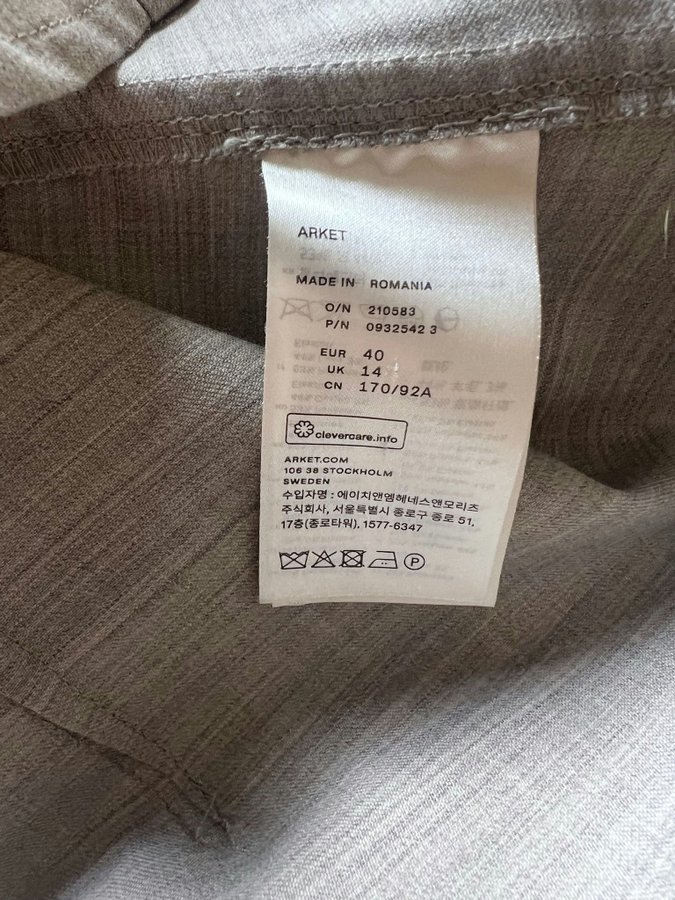 ARKET
MADE IN ROMANIA
O/N 210583
P/N 0932542 3
EUR 40
UK 14
CN 170/92A
clevercare.info
ARKET.COM
106 38 STOCKHOLM
SWEDEN
수입자명 : 에이치앤엠헤네스앤모리즈
주식회사, 서울특별시 종로구 종로 51,
17층(종로타워), 1577-6347
P